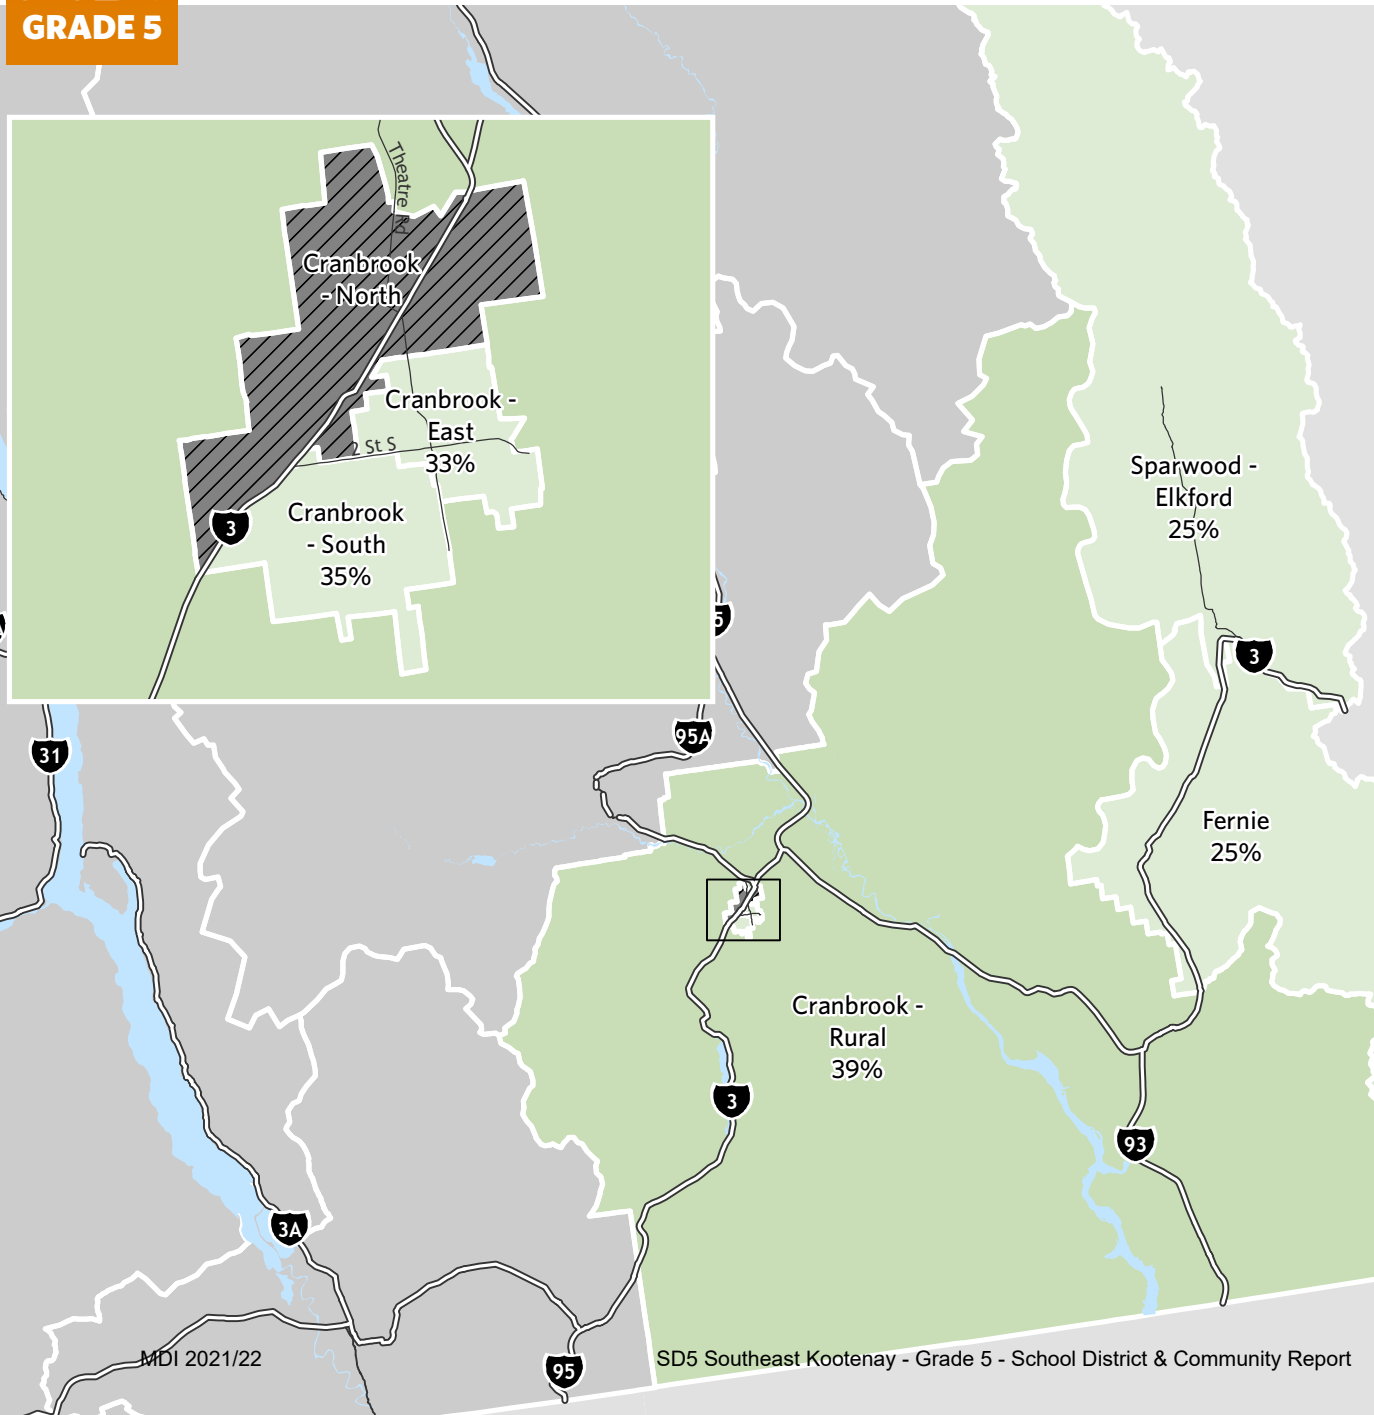 GRADE 5
Theatre Rd
Cranbrook
- North
Cranbrook -
East
33%
2 St S
Cranbrook
- South
35%
3
Sparwood -
Elkford
25%
3
5
31
95A
Fernie
25%
Cranbrook -
Rural
39%
3
93
3A
95
MDI 2021/22
SD5 Southeast Kootenay - Grade 5 - School District & Community Report